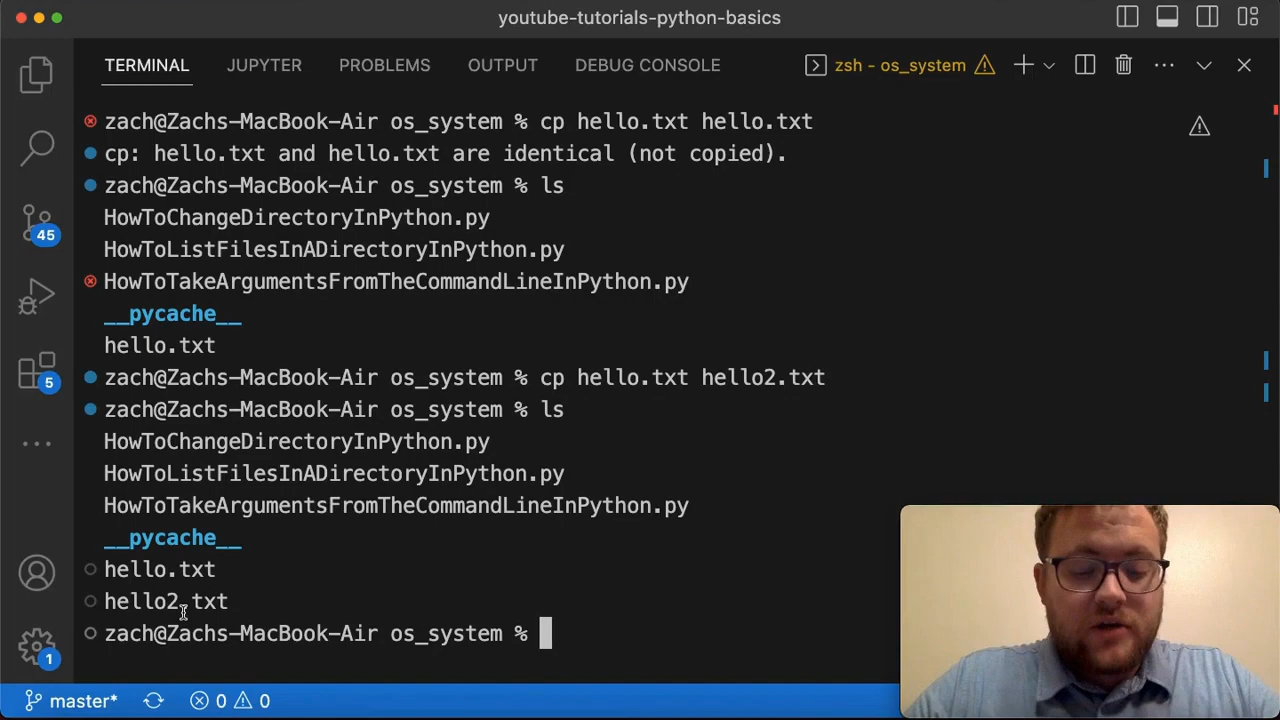 youtube-tutorials-python-basics
TERMINAL JUPYTER PROBLEMS OUTPUT DEBUG CONSOLE zsh - os_system
zach@Zachs-MacBook-Air os_system % cp hello.txt hello.txt
cp: hello.txt and hello.txt are identical (not copied).
zach@Zachs-MacBook-Air os_system % ls
HowToChangeDirectoryInPython.py
HowToListFilesInADirectoryInPython.py
HowToTakeArgumentsFromTheCommandLineInPython.py
__pycache__
hello.txt
zach@Zachs-MacBook-Air os_system % cp hello.txt hello2.txt
zach@Zachs-MacBook-Air os_system % ls
HowToChangeDirectoryInPython.py
HowToListFilesInADirectoryInPython.py
HowToTakeArgumentsFromTheCommandLineInPython.py
__pycache__
hello.txt
hello2.txt
zach@Zachs-MacBook-Air os_system %
45
5
1
master* 0 0